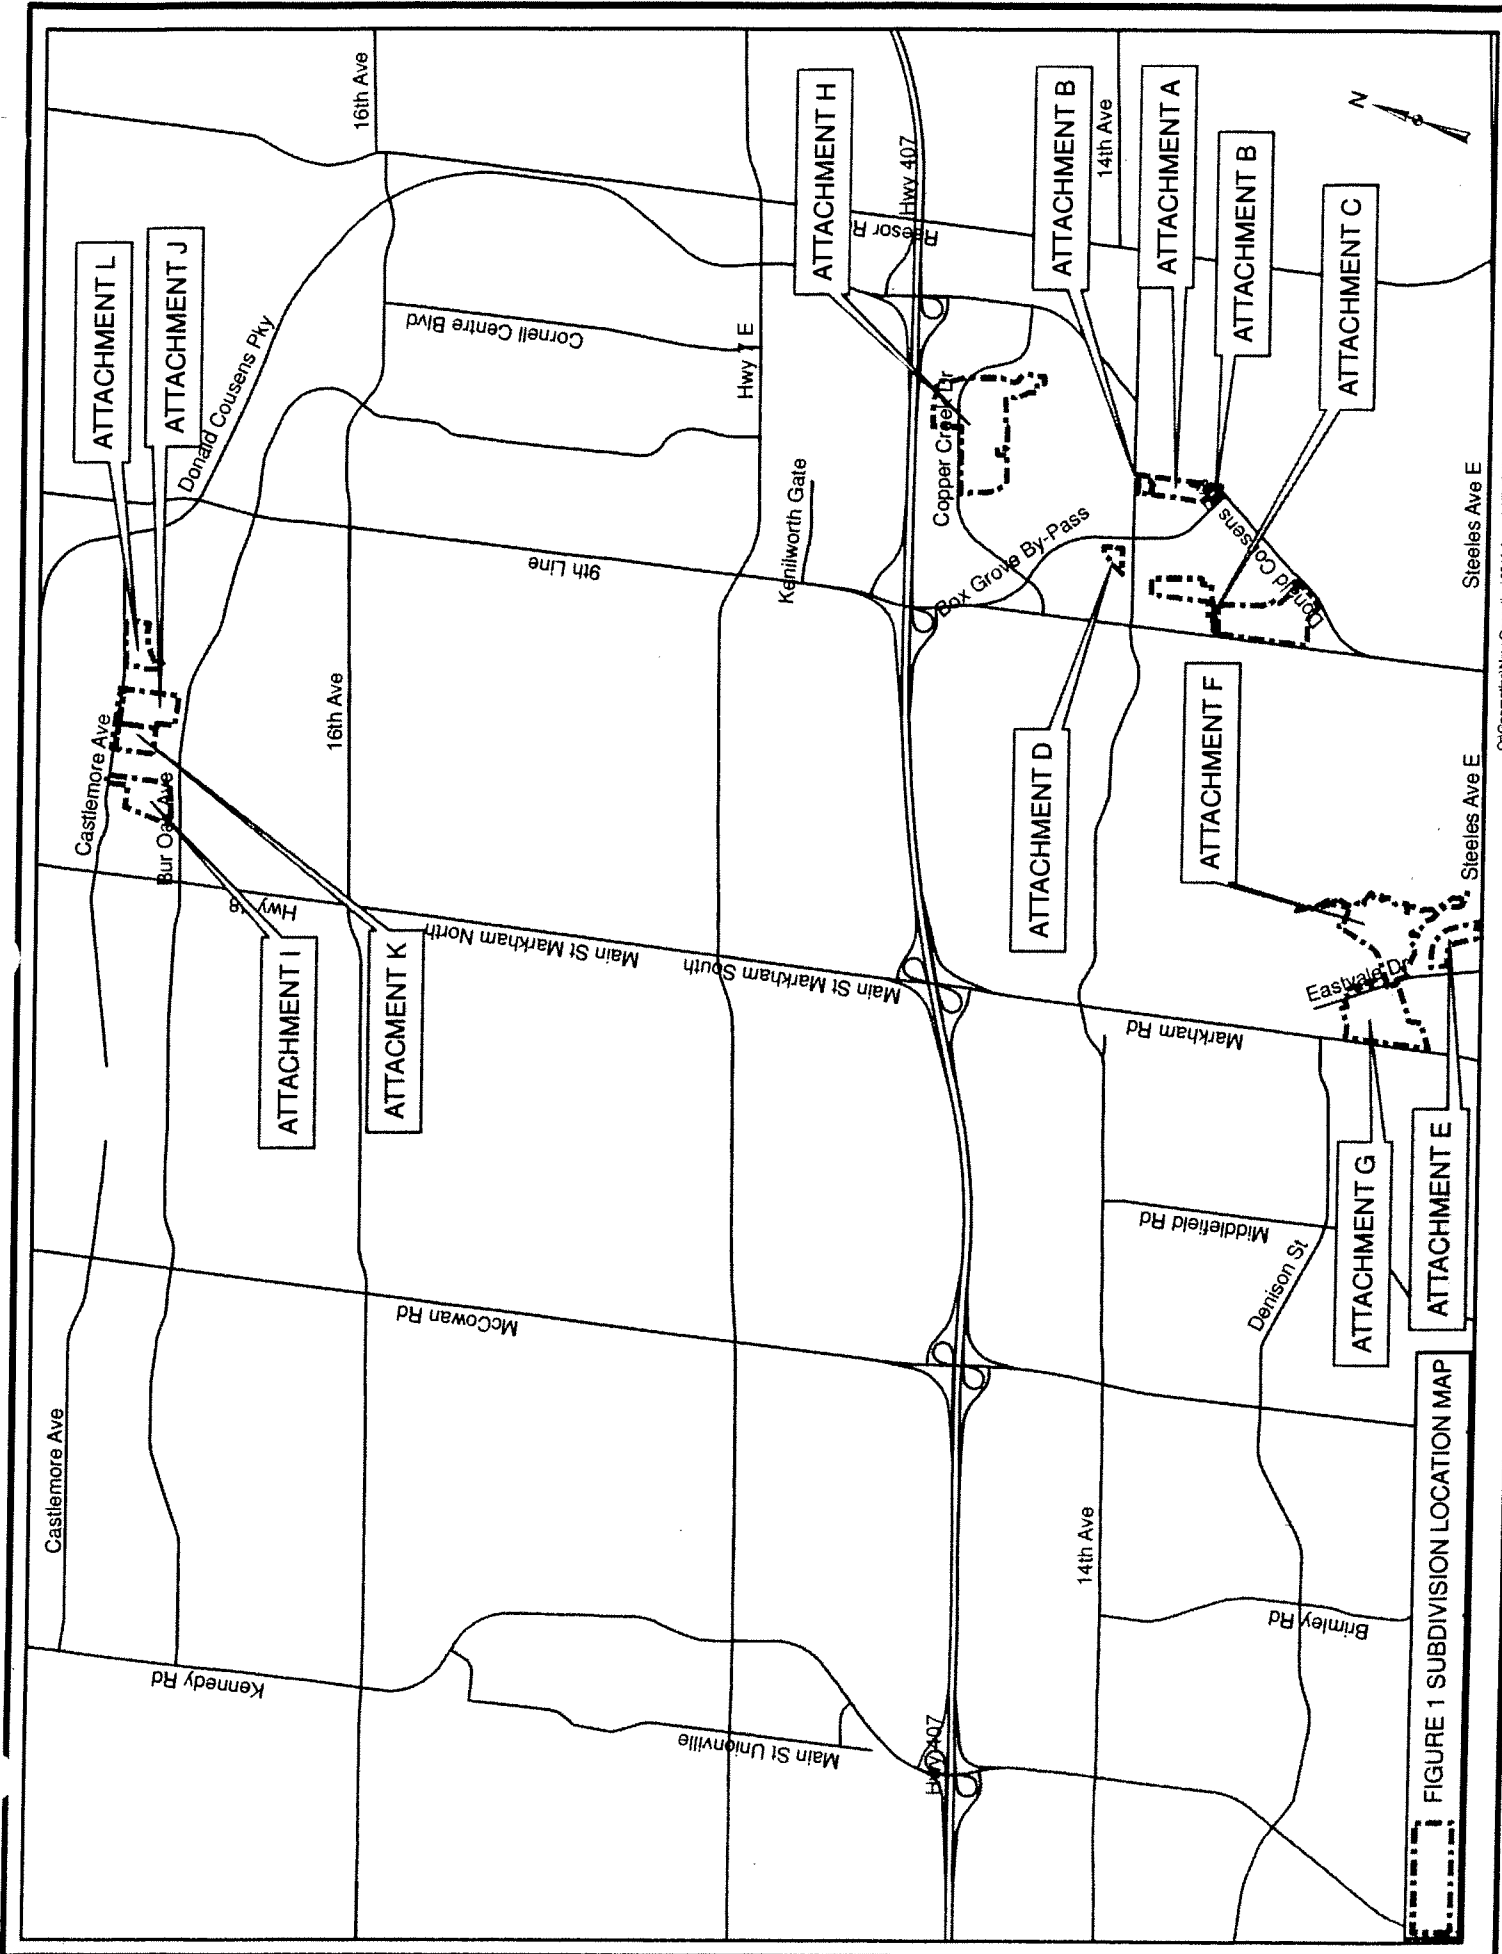 Castlemore Ave
Castlemore Ave
Bur Oak Ave
ATTACHMENT L
ATTACHMENT J
Donald Cousens Pky
16th Ave
16th Ave
Kennedy Rd
McCowan Rd
Hwy 48
Main St Markham North
ATTACHMENT I
ATTACMENT K
9th Line
Cornell Centre Blvd
Main St Unionville
Main St Markham South
Hwy 7 E
Kenilworth Gate
ATTACHMENT H
Reesor Rd
Hwy 407
Hwy 407
Copper Creek Dr
Box Grove By-Pass
ATTACHMENT B
14th Ave
14th Ave
ATTACHMENT A
ATTACHMENT B
ATTACHMENT C
ATTACHMENT D
Markham Rd
Middlefield Rd
Brimley Rd
Denison St
Donald Cousens
ATTACHMENT F
Eastvale Dr
ATTACHMENT G
ATTACHMENT E
Steeles Ave E
Steeles Ave E
N
FIGURE 1 SUBDIVISION LOCATION MAP